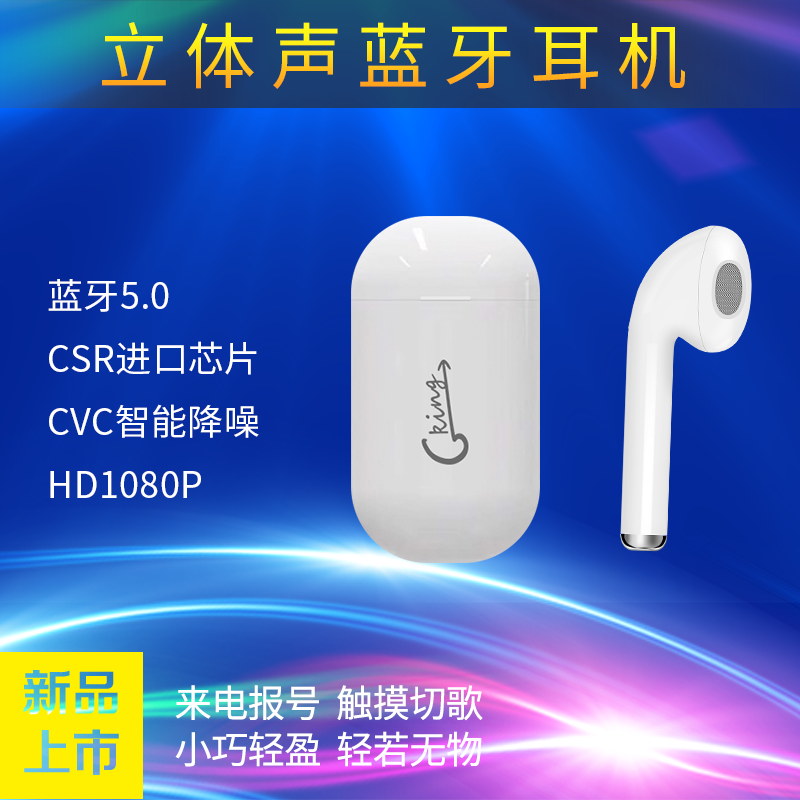 立体声蓝牙耳机
蓝牙5.0
CSR进口芯片
CVC智能降噪
HD1080P
Cking
新品
上市
来电报号 触摸切歌
小巧轻盈 轻若无物